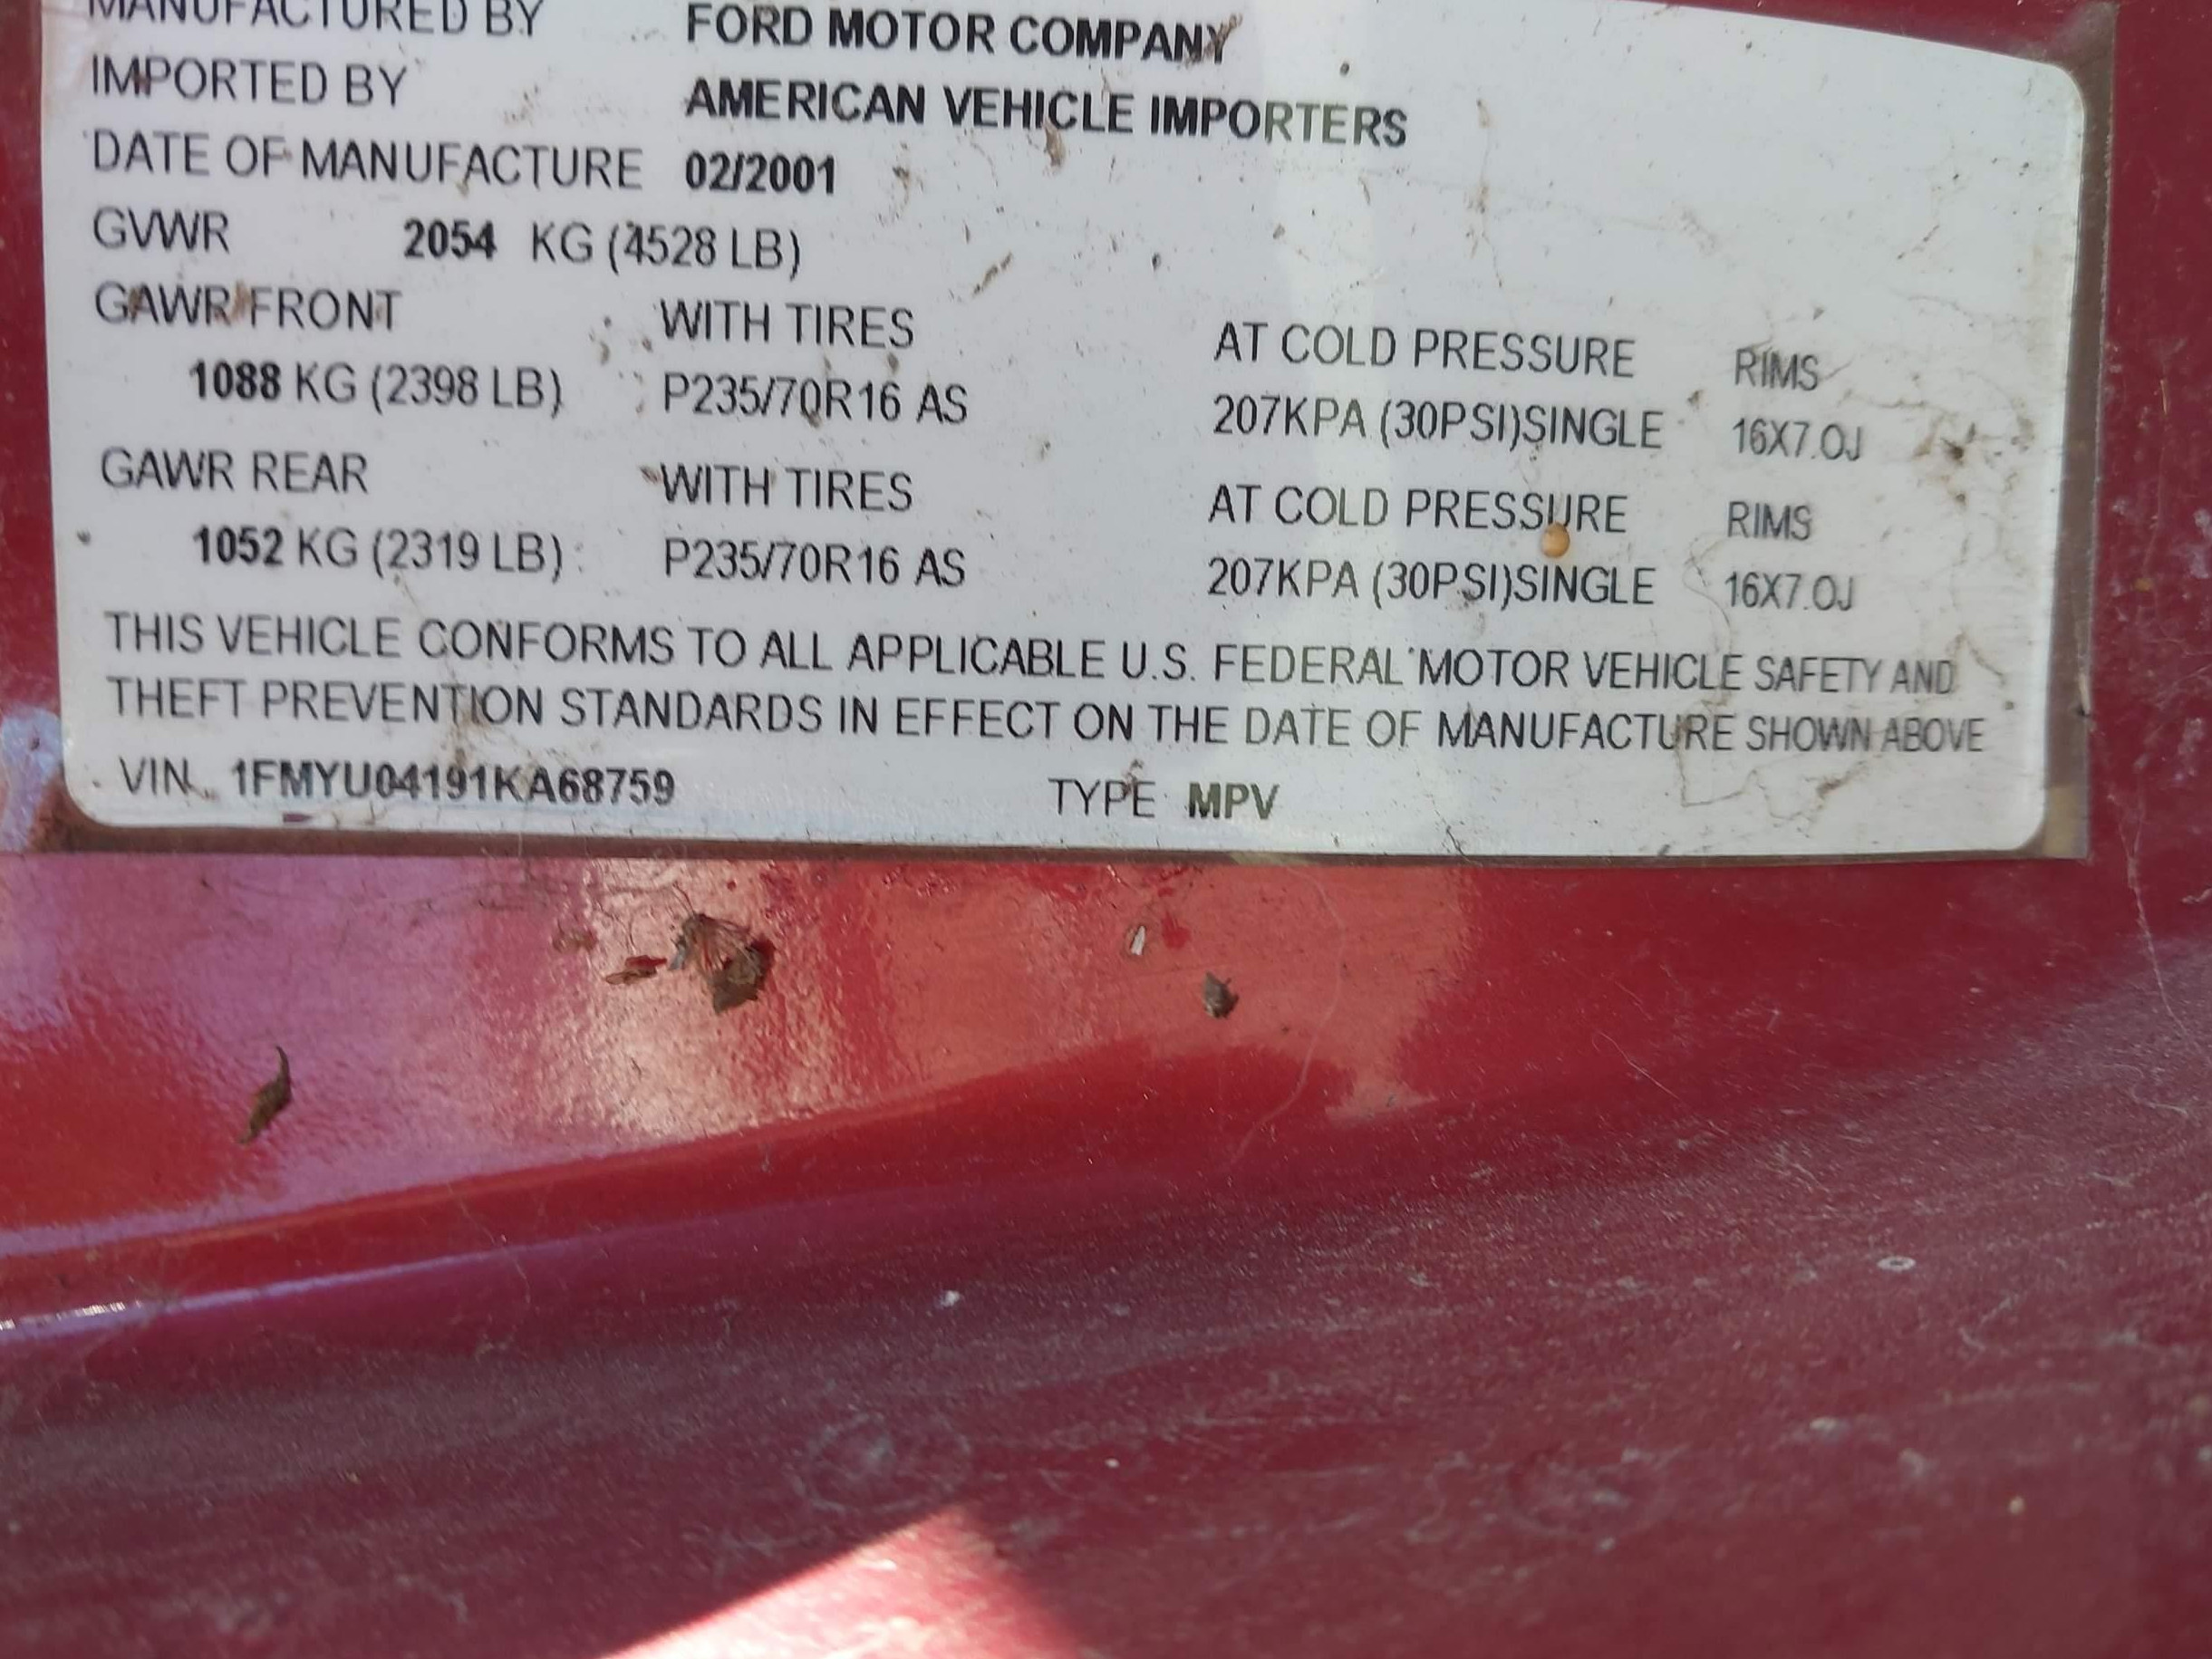 MANUFACTURED BY FORD MOTOR COMPANY
IMPORTED BY AMERICAN VEHICLE IMPORTERS
DATE OF MANUFACTURE 02/2001
GVWR 2054 KG (4528 LB)
GAWR FRONT WITH TIRES AT COLD PRESSURE RIMS
1088 KG (2398 LB) P235/70R16 AS 207KPA (30PSI)SINGLE 16X7.0J
GAWR REAR WITH TIRES AT COLD PRESSURE RIMS
1052 KG (2319 LB) P235/70R16 AS 207KPA (30PSI)SINGLE 16X7.0J
THIS VEHICLE CONFORMS TO ALL APPLICABLE U.S. FEDERAL MOTOR VEHICLE SAFETY AND
THEFT PREVENTION STANDARDS IN EFFECT ON THE DATE OF MANUFACTURE SHOWN ABOVE
VIN. 1FMYU04191KA68759 TYPE MPV